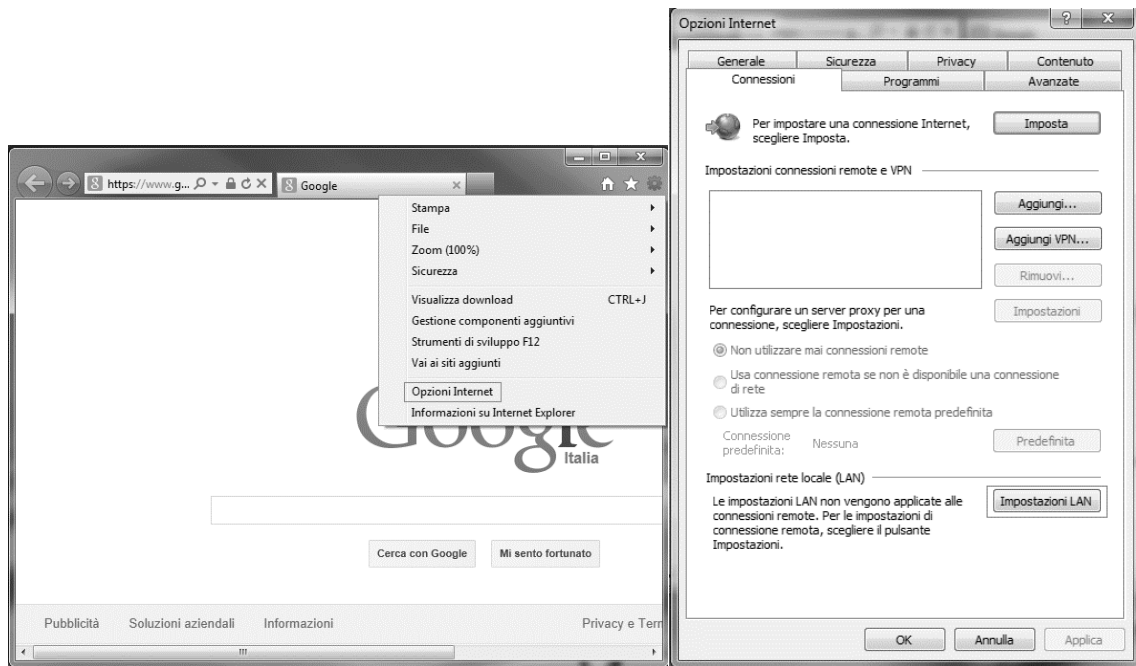 https://www.g...
Google
Stampa
File
Zoom (100%)
Sicurezza
Visualizza download CTRL+J
Gestione componenti aggiuntivi
Strumenti di sviluppo F12
Vai ai siti aggiunti
Opzioni Internet
Informazioni su Internet Explorer
Google
Italia
Cerca con Google Mi sento fortunato
Pubblicità Soluzioni aziendali Informazioni Privacy e Term
Opzioni Internet
Generale Sicurezza Privacy Contenuto
Connessioni Programmi Avanzate
Per impostare una connessione Internet,
scegliere Imposta.
Imposta
Impostazioni connessioni remote e VPN
Aggiungi...
Aggiungi VPN...
Rimuovi...
Per configurare un server proxy per una
connessione, scegliere Impostazioni.
Impostazioni
Non utilizzare mai connessioni remote
Usa connessione remota se non è disponibile una connessione
di rete
Utilizza sempre la connessione remota predefinita
Connessione
predefinita:
Nessuna
Predefinita
Impostazioni rete locale (LAN)
Le impostazioni LAN non vengono applicate alle
connessioni remote. Per le impostazioni di
connessione remota, scegliere il pulsante
Impostazioni.
Impostazioni LAN
OK Annulla Applica